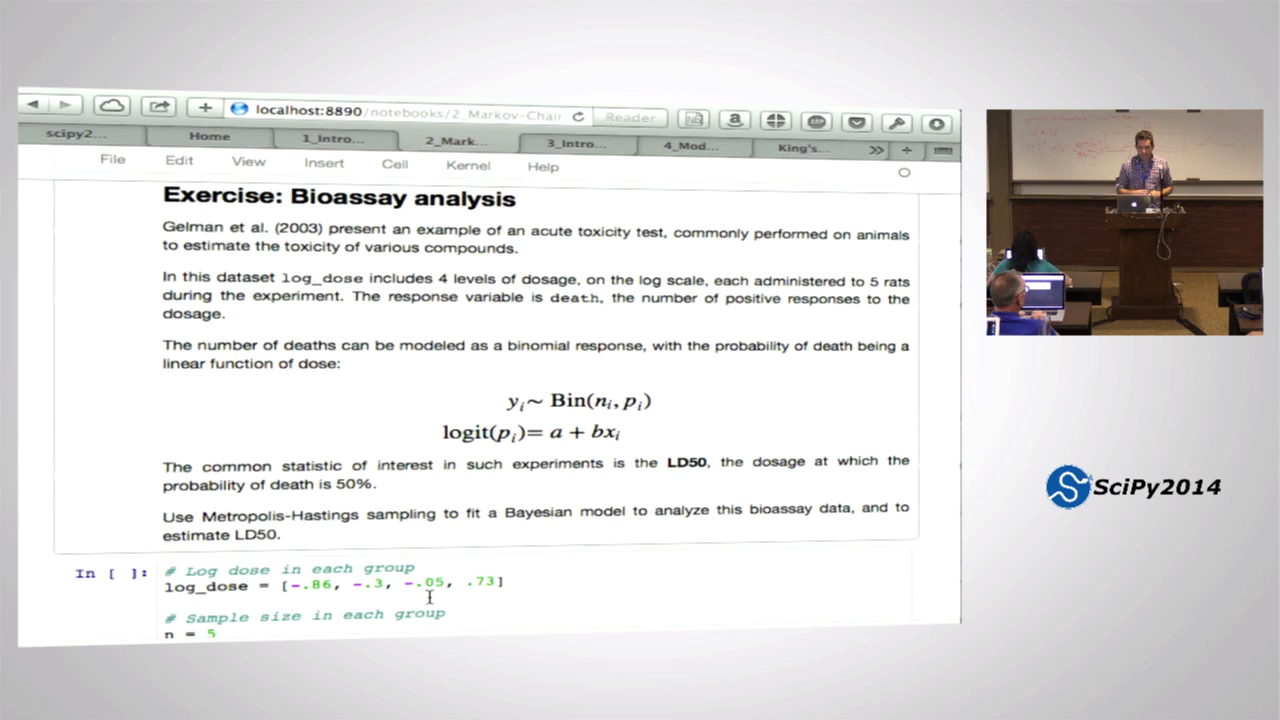 localhost:8890/notebooks/2_Markov-Chai
Reader
scipy2... Home 1_Intro... 2_Mark... 3_Intro... 4_Mod... King's...
File Edit View Insert Cell Kernel Help
Exercise: Bioassay analysis
Gelman et al. (2003) present an example of an acute toxicity test, commonly performed on animals
to estimate the toxicity of various compounds.
In this dataset log_dose includes 4 levels of dosage, on the log scale, each administered to 5 rats
during the experiment. The response variable is death, the number of positive responses to the
dosage.
The number of deaths can be modeled as a binomial response, with the probability of death being a
linear function of dose:
yᵢ ~ Bin(nᵢ, pᵢ)
logit(pᵢ)= a + bxᵢ
The common statistic of interest in such experiments is the LD50, the dosage at which the
probability of death is 50%.
Use Metropolis-Hastings sampling to fit a Bayesian model to analyze this bioassay data, and to
estimate LD50.
In [ ]: # Log dose in each group
log_dose = [-.86, -.3, -.05, .73]
# Sample size in each group
n = 5
SciPy2014